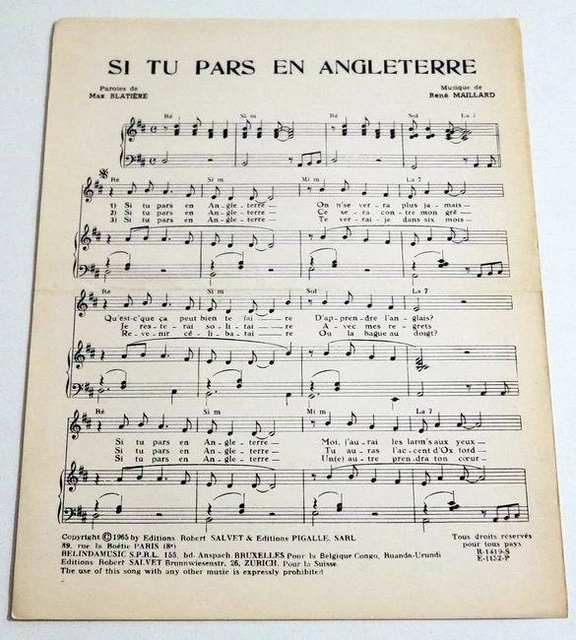 SI TU PARS EN ANGLETERRE
Paroles de
Max BLATIÈRE
Musique de
René MAILLARD
Ré Si m Ré Sol La 7
Ré Si m Mi m La 7
1) Si tu pars en An-gle-terre— On n'se ver-ra plus ja-mais—
2) Si tu pars en An-gle-terre— Ce se-ra con-tre mon gré—
3) Si tu pars en An-gle-terre— je dans six mois—
Ré Si m Sol La 7
Qu'est-c'que ça peut bien te fai—re D'ap-pren-dre l'an-glais?
Je res-te-rai so-li-tai—re A-vec mes re-grets
Re-ve-nir cé-li-ba-tai—re Ou la bague au doigt?
Ré Si m Mi m La 7
Si tu pars en An-gle-terre— Moi, j'au-rai les larm's aux yeux—
Si tu pars en An-gle-terre— Tu au-ras l'ac-cent d'Ox ford—
Si tu pars en An-gle-terre— Un(e) au-tre pren-dra ton cœur—
Copyright © 1965 by Editions Robert SALVET & Editions PIGALLE, SARL
89, rue la Boëtie PARIS (8e)
BELINDAMUSIC S.P.R.L. 155, bd. Anspach, BRUXELLES Pour la Belgique Congo, Ruanda-Urundi
Editions Robert SALVET Brunnwiesenstr, 26, ZURICH. Pour la Suisse
The use of this song with any other music is expressly prohibited
Tous droits réservés
pour tous pays
R-1419-S
E-1152-P